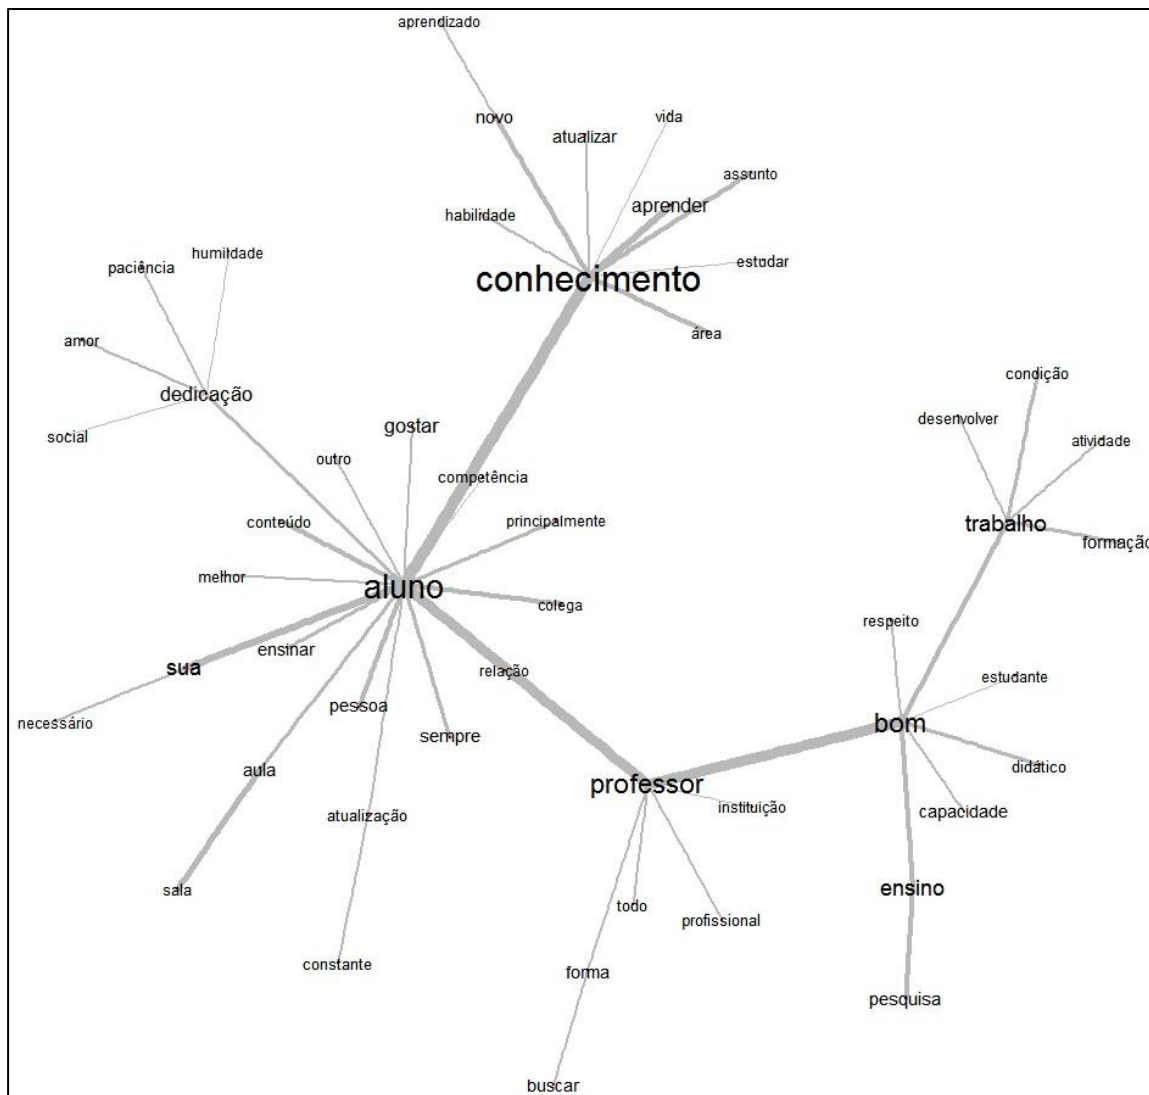 aprendizado
novo
vida
atualizar
assunto
aprender
habilidade
humildade
paciência
estudar
conhecimento
área
amor
condição
dedicação
desenvolver
gostar
social
atividade
outro
competência
conteúdo
principalmente
trabalho
formação
melhor
aluno
colega
respeito
ensinar
sua
relação
estudante
pessoa
necessário
bom
sempre
aula
didático
professor
instituição
atualização
capacidade
sala
ensino
todo
profissional
constante
forma
pesquisa
buscar